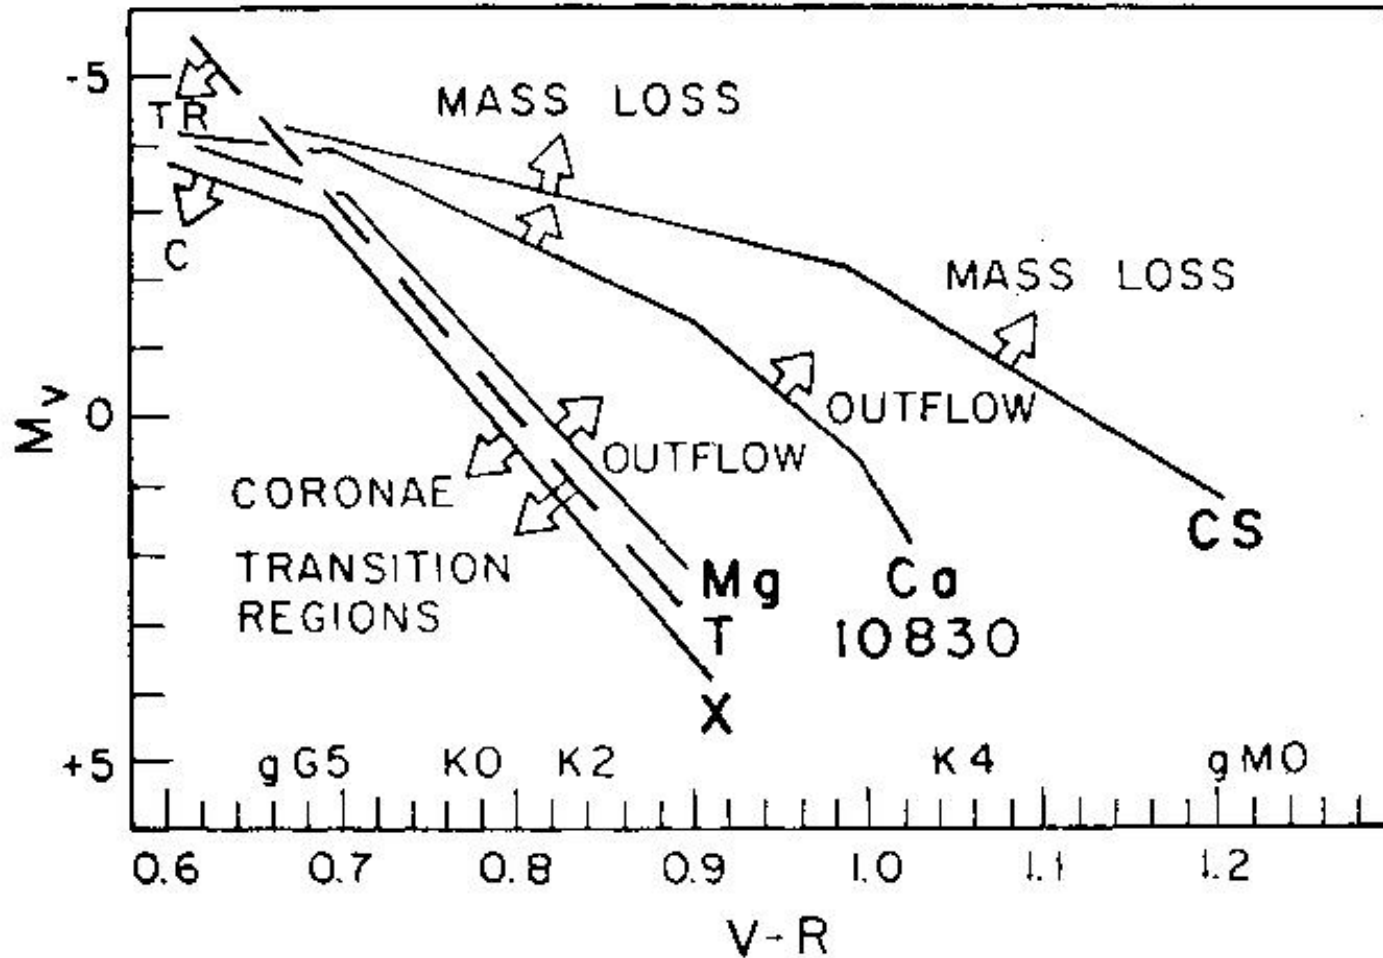 -5
MASS LOSS
TR
C
MASS LOSS
Mv
0
OUTFLOW
OUTFLOW
CORONAE
CS
TRANSITION
REGIONS
Mg
Ca
T
10830
X
+5
gG5 K0 K2 K4 gM0
0.6 0.7 0.8 0.9 1.0 1.1 1.2
V-R